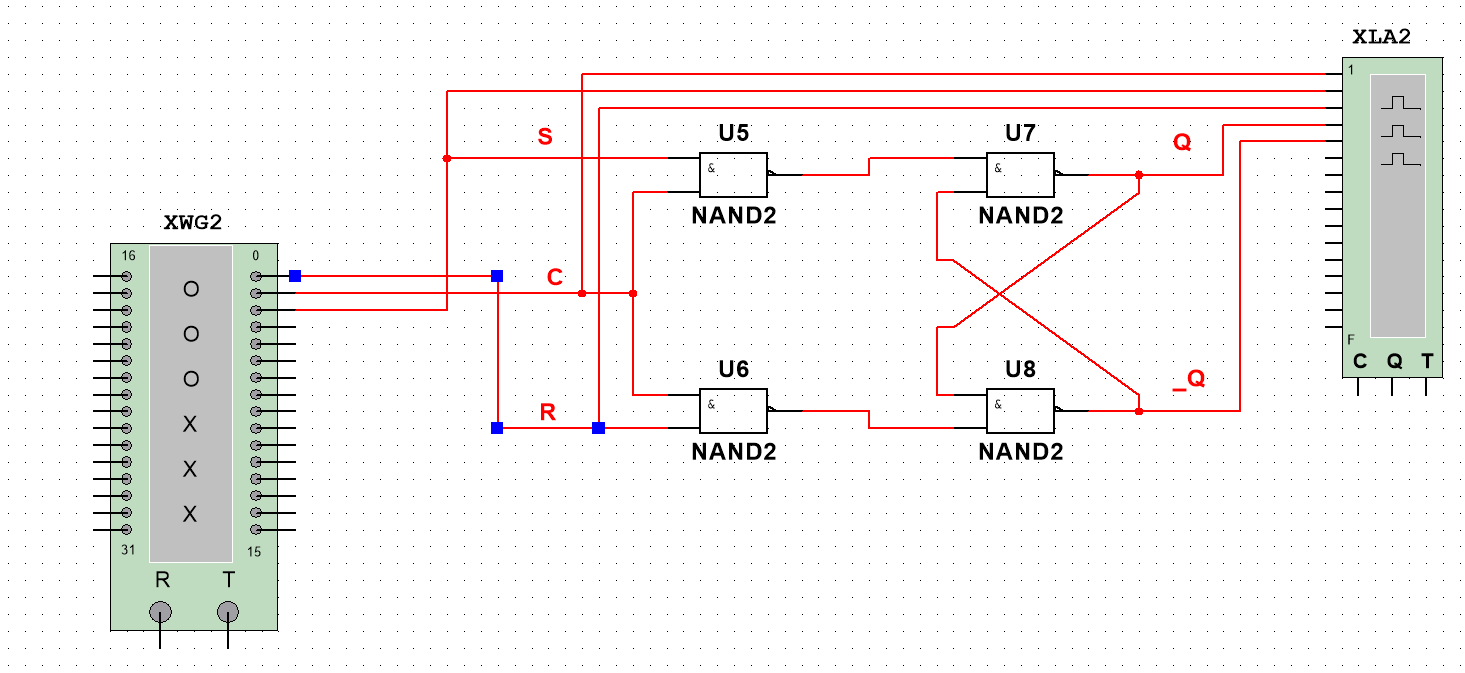 XLA2
1
S
U5
U7
Q
&
&
NAND2
NAND2
XWG2
16
0
O
C
O
O
F
C Q T
U6
U8
_Q
X
R
&
&
NAND2
NAND2
X
X
31
15
R
T